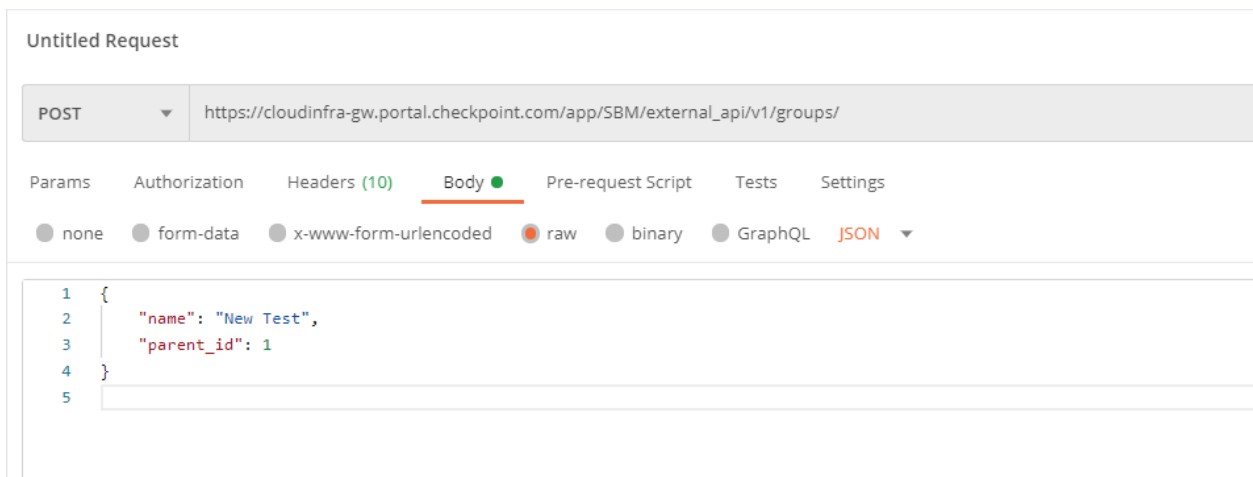 Untitled Request
POST https://cloudinfra-gw.portal.checkpoint.com/app/SBM/external_api/v1/groups/
Params Authorization Headers (10) Body Pre-request Script Tests Settings
none form-data x-www-form-urlencoded raw binary GraphQL JSON
1 {
2 "name": "New Test",
3 "parent_id": 1
4 }
5